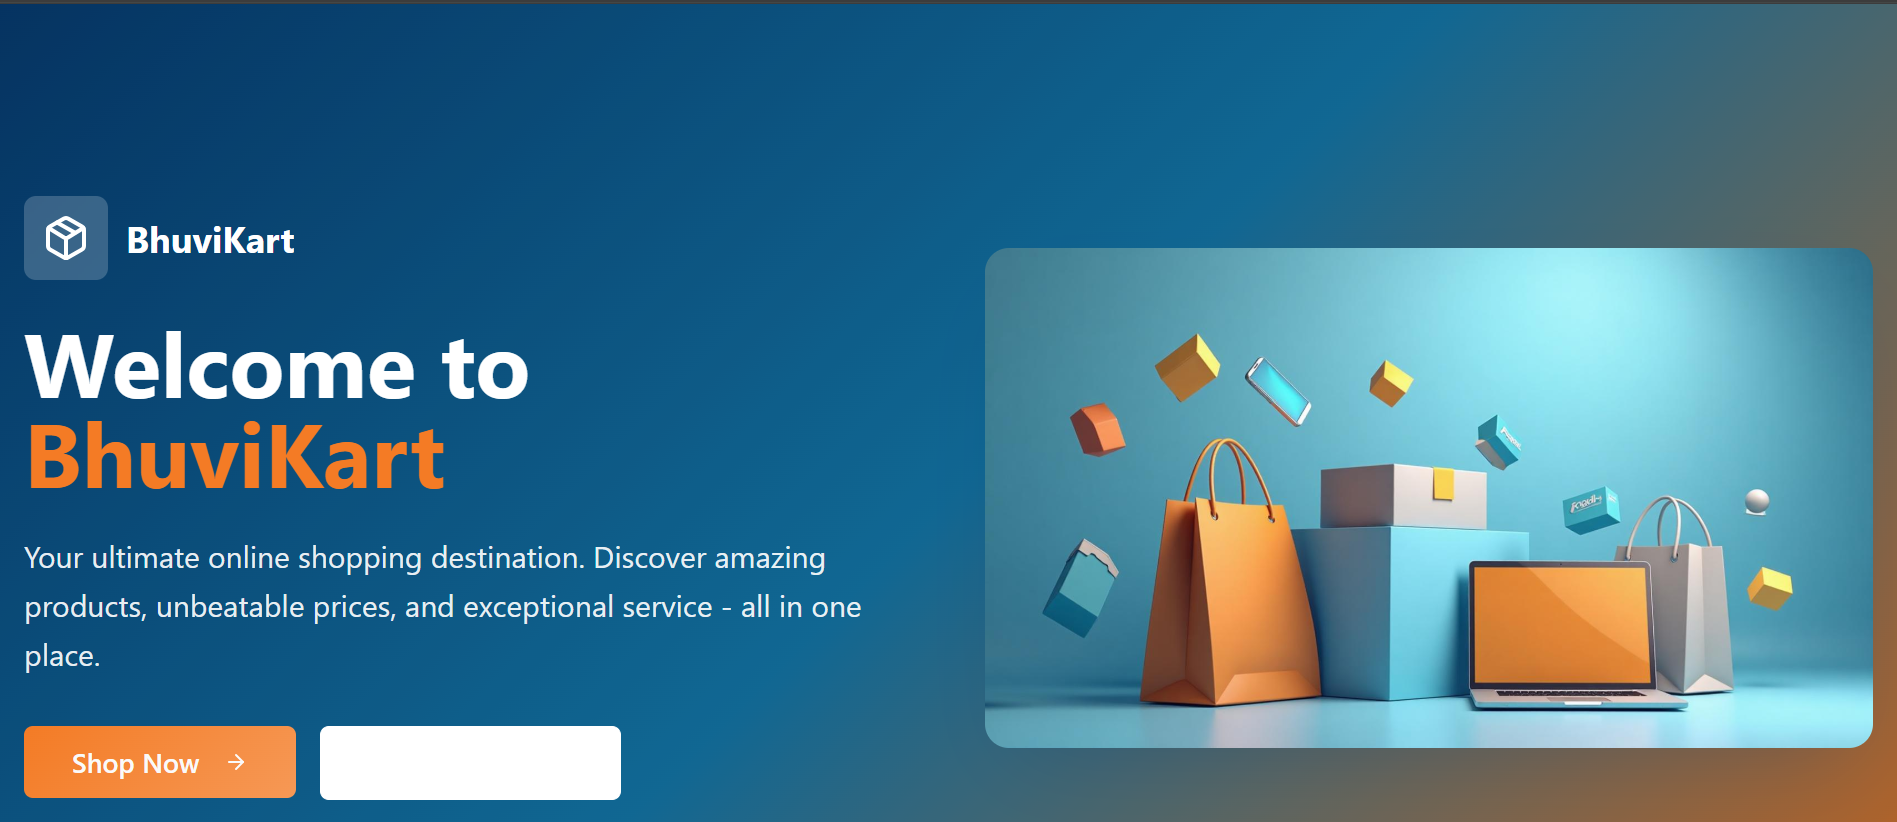 BhuviKart
Welcome to
BhuviKart
Your ultimate online shopping destination. Discover amazing
products, unbeatable prices, and exceptional service - all in one
place.
Shop Now